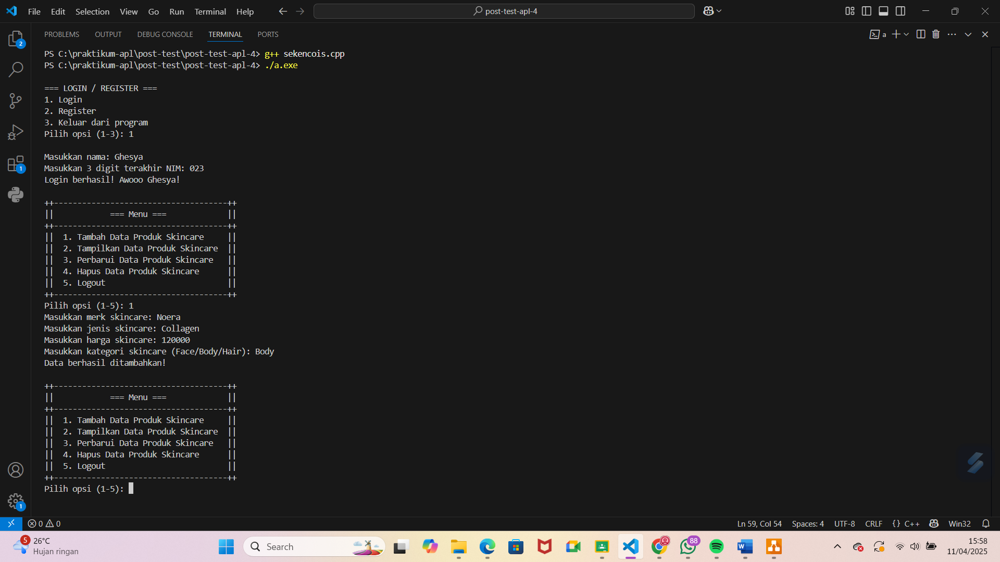 File Edit Selection View Go Run Terminal Help post-test-apl-4
PROBLEMS OUTPUT DEBUG CONSOLE TERMINAL PORTS a
PS C:\praktikum-apl\post-test\post-test-apl-4> g++ sekencois.cpp
PS C:\praktikum-apl\post-test\post-test-apl-4> ./a.exe
=== LOGIN / REGISTER ===
1. Login
2. Register
3. Keluar dari program
Pilih opsi (1-3): 1
Masukkan nama: Ghesya
Masukkan 3 digit terakhir NIM: 023
Login berhasil! Awooo Ghesya!
++-------------------------------------++
||            === Menu ===             ||
++-------------------------------------++
||  1. Tambah Data Produk Skincare     ||
||  2. Tampilkan Data Produk Skincare  ||
||  3. Perbarui Data Produk Skincare   ||
||  4. Hapus Data Produk Skincare      ||
||  5. Logout                          ||
++-------------------------------------++
Pilih opsi (1-5): 1
Masukkan merk skincare: Noera
Masukkan jenis skincare: Collagen
Masukkan harga skincare: 120000
Masukkan kategori skincare (Face/Body/Hair): Body
Data berhasil ditambahkan!
++-------------------------------------++
||            === Menu ===             ||
++-------------------------------------++
||  1. Tambah Data Produk Skincare     ||
||  2. Tampilkan Data Produk Skincare  ||
||  3. Perbarui Data Produk Skincare   ||
||  4. Hapus Data Produk Skincare      ||
||  5. Logout                          ||
++-------------------------------------++
Pilih opsi (1-5):
2
1
1
0 0 Ln 59, Col 54 Spaces: 4 UTF-8 CRLF {} C++ Win32
5 26°C
Hujan ringan
Search
88
W
15:58
11/04/2025